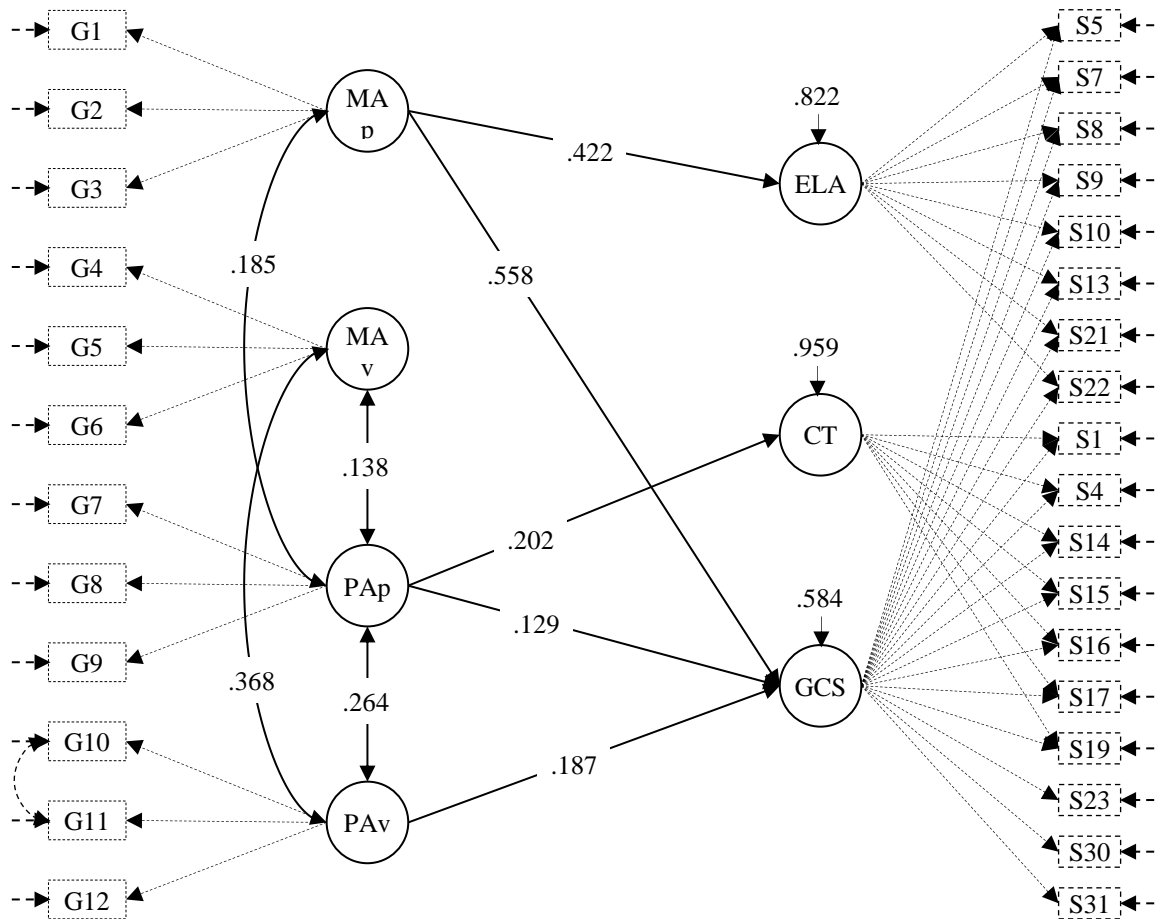 G1
G2
G3
G4
G5
G6
G7
G8
G9
G10
G11
G12
MA
p
MA
v
PAp
PAv
.185
.138
.368
.264
.422
.558
.202
.129
.187
.822
ELA
.959
CT
.584
GCS
S5
S7
S8
S9
S10
S13
S21
S22
S1
S4
S14
S15
S16
S17
S19
S23
S30
S31